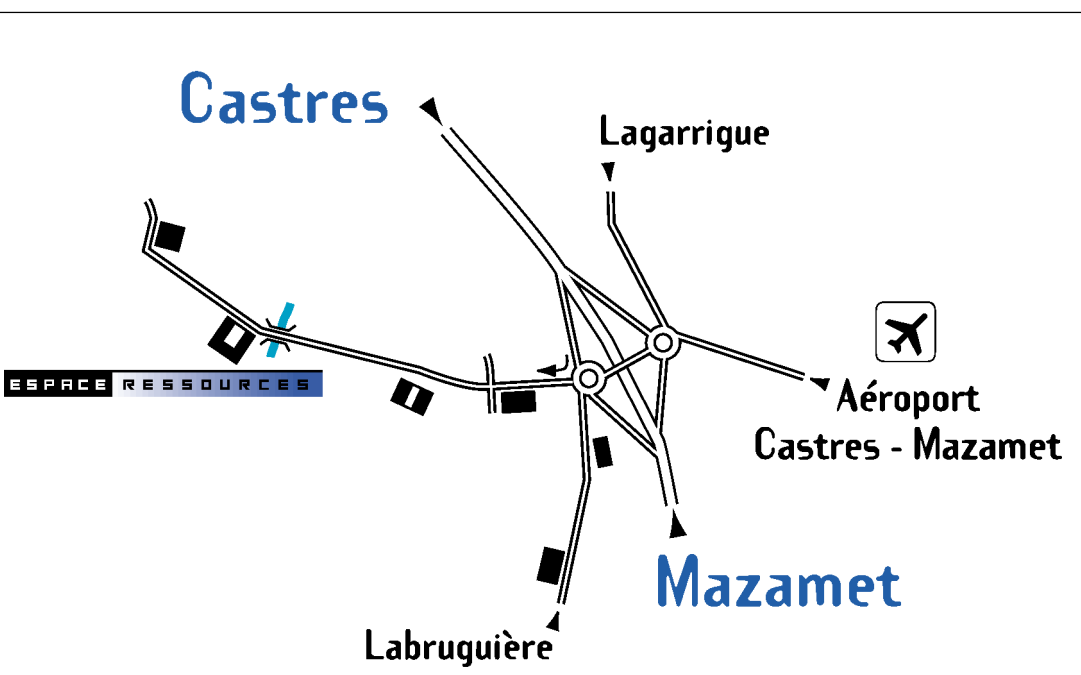 Castres
Lagarrigue
ESPACE RESSOURCES
Aéroport
Castres - Mazamet
Mazamet
Labruguière